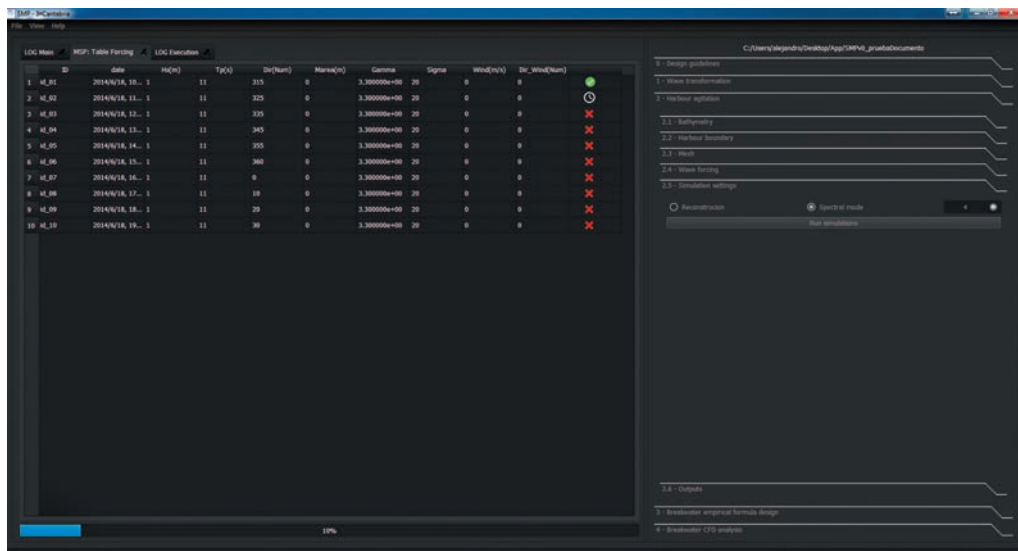 SMP - IHCantabria
File View Help
LOG Main MSP: Table Forcing LOG Execution
ID date Hs(m) Tp(s) Dir(Num) Marea(m) Gamma Sigma Wind(m/s) Dir_Wind(Num)
1 id_01 2014/6/18, 10... 1 11 315 0 3.300000e+00 20 0 0
2 id_02 2014/6/18, 11... 1 11 325 0 3.300000e+00 20 0 0
3 id_03 2014/6/18, 12... 1 11 335 0 3.300000e+00 20 0 0
4 id_04 2014/6/18, 13... 1 11 345 0 3.300000e+00 20 0 0
5 id_05 2014/6/18, 14... 1 11 355 0 3.300000e+00 20 0 0
6 id_06 2014/6/18, 15... 1 11 360 0 3.300000e+00 20 0 0
7 id_07 2014/6/18, 16... 1 11 0 0 3.300000e+00 20 0 0
8 id_08 2014/6/18, 17... 1 11 10 0 3.300000e+00 20 0 0
9 id_09 2014/6/18, 18... 1 11 20 0 3.300000e+00 20 0 0
10 id_10 2014/6/18, 19... 1 11 30 0 3.300000e+00 20 0 0
10%
C:/Users/alejandro/Desktop/App/SMPv0_pruebaDocumento
0 - Design guidelines
1 - Wave transformation
2 - Harbour agitation
2.1 - Bathymetry
2.2 - Harbour boundary
2.3 - Mesh
2.4 - Wave forcing
2.5 - Simulation settings
Reconstrucion Spectral mode 4
Run simulations
2.6 - Outputs
3 - Breakwater empirical formula design
4 - Breakwater CFD analysis